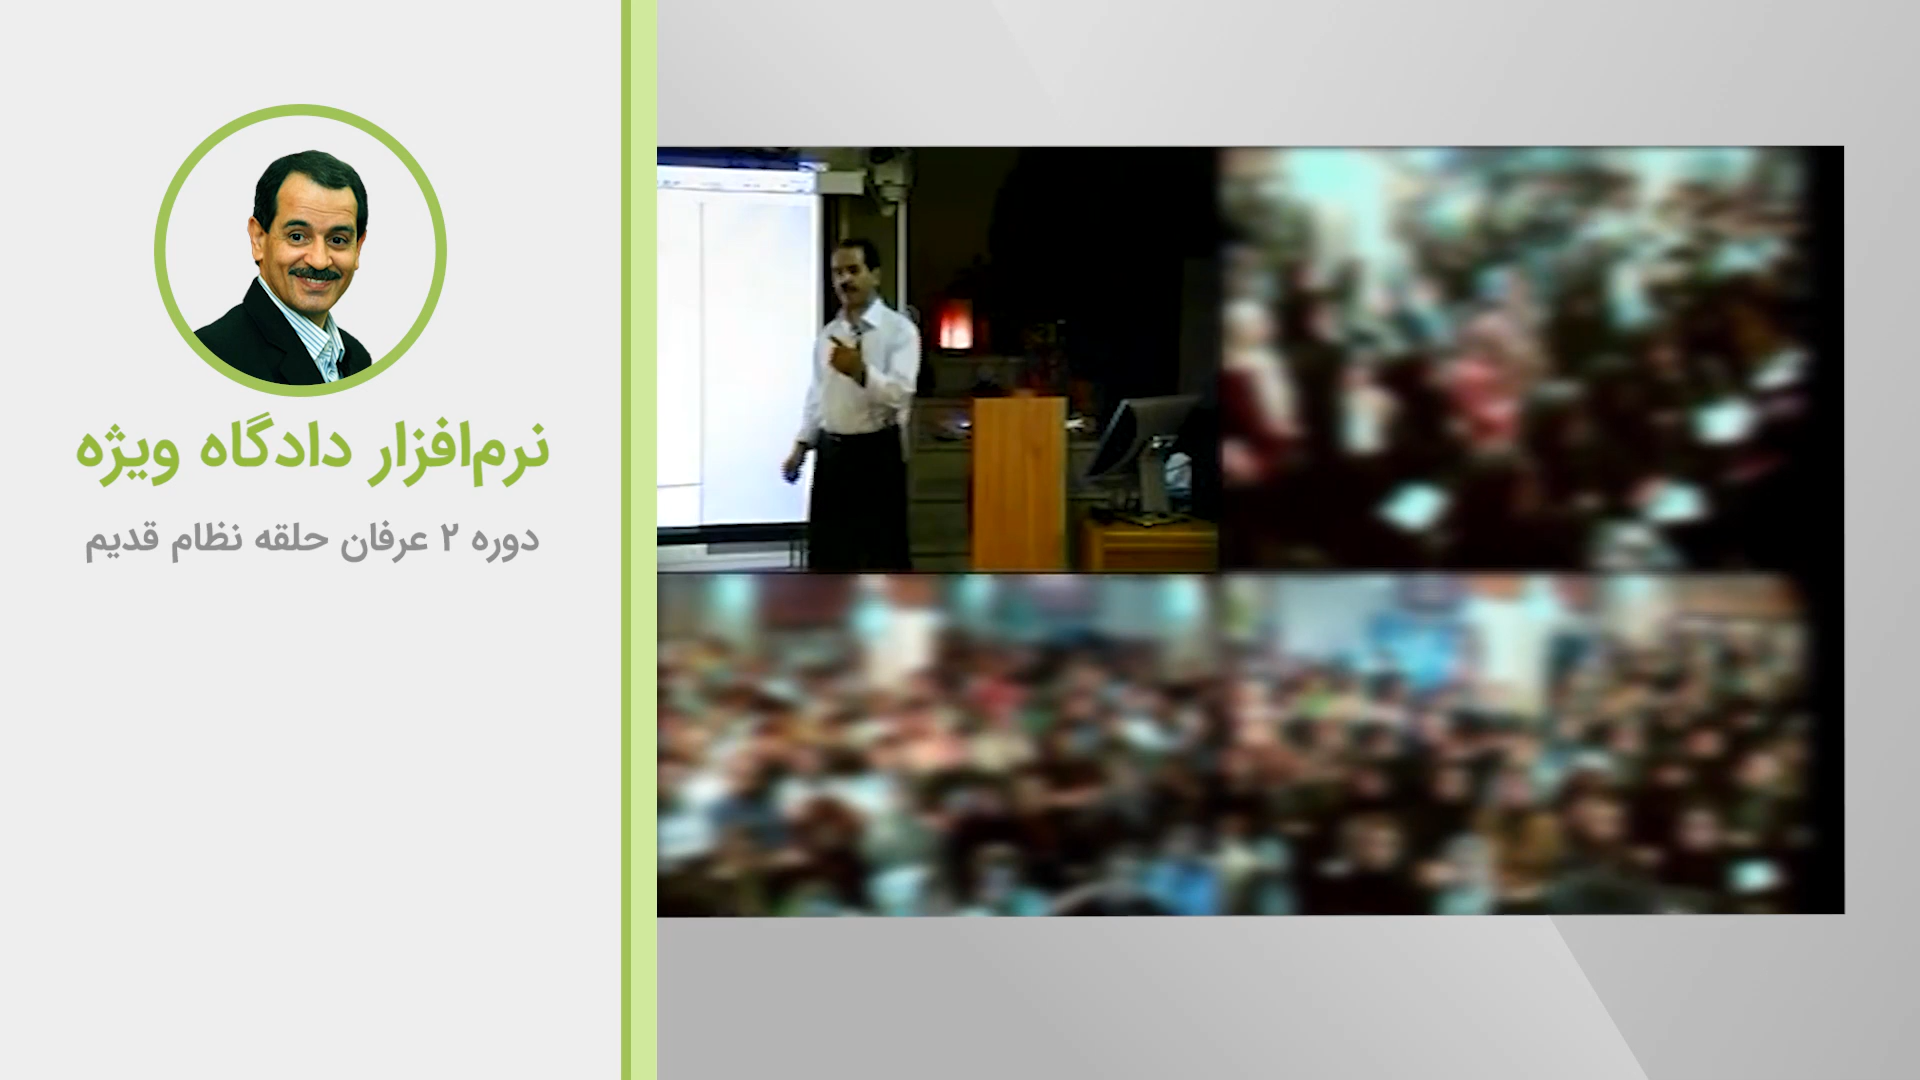 نرم‌افزار دادگاه ویژه
دوره ۲ عرفان حلقه نظام قدیم